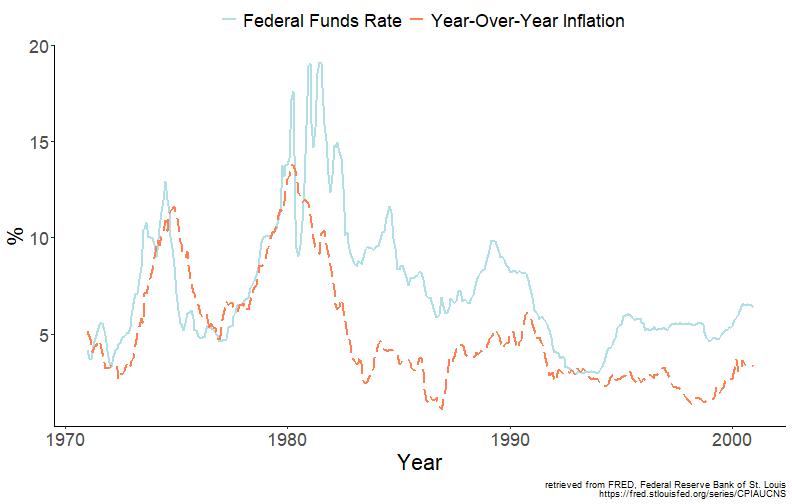 Federal Funds Rate Year-Over-Year Inflation
20
15
10
5
%
1970 1980 1990 2000
Year
retrieved from FRED, Federal Reserve Bank of St. Louis
https://fred.stlouisfed.org/series/CPIAUCNS